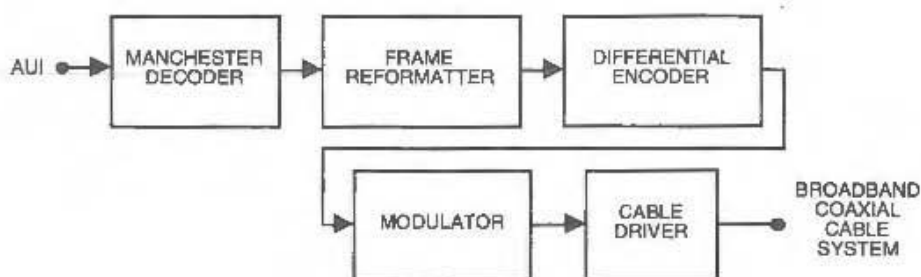 AUI
MANCHESTER
DECODER
FRAME
REFORMATTER
DIFFERENTIAL
ENCODER
MODULATOR
CABLE
DRIVER
BROADBAND
COAXIAL
CABLE
SYSTEM